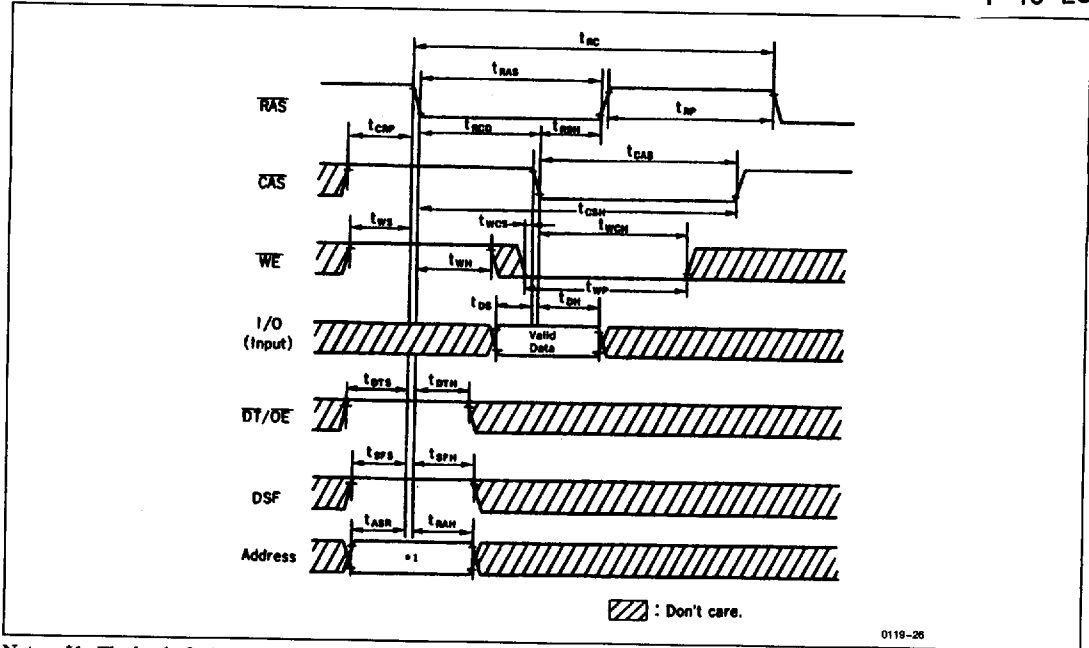 tRC
tRAS
RAS
tRP
tCRP
tRCD
tRSH
tCAS
CAS
tCSH
tWS
tWCS
tWCH
WE
tWH
tWP
tDS
tDH
I/O
(Input)
Valid
Data
tDTS
tDTH
DT/OE
tSFS
tSFH
DSF
tASR
tRAH
Address
*1
: Don't care.
0119-26